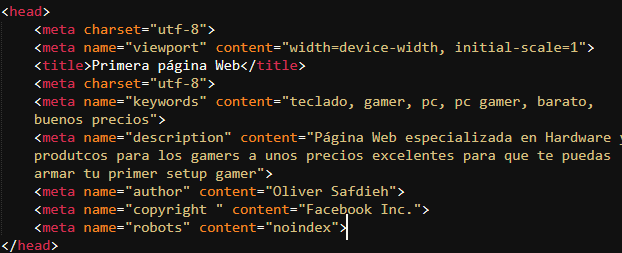 <head>
<meta charset="utf-8">
<meta name="viewport" content="width=device-width, initial-scale=1">
<title>Primera página Web</title>
<meta charset="utf-8">
<meta name="keywords" content="teclado, gamer, pc, pc gamer, barato,
buenos precios">
<meta name="description" content="Página Web especializada en Hardware y
produtcos para los gamers a unos precios excelentes para que te puedas
armar tu primer setup gamer">
<meta name="author" content="Oliver Safdieh">
<meta name="copyright " content="Facebook Inc.">
<meta name="robots" content="noindex">
</head>